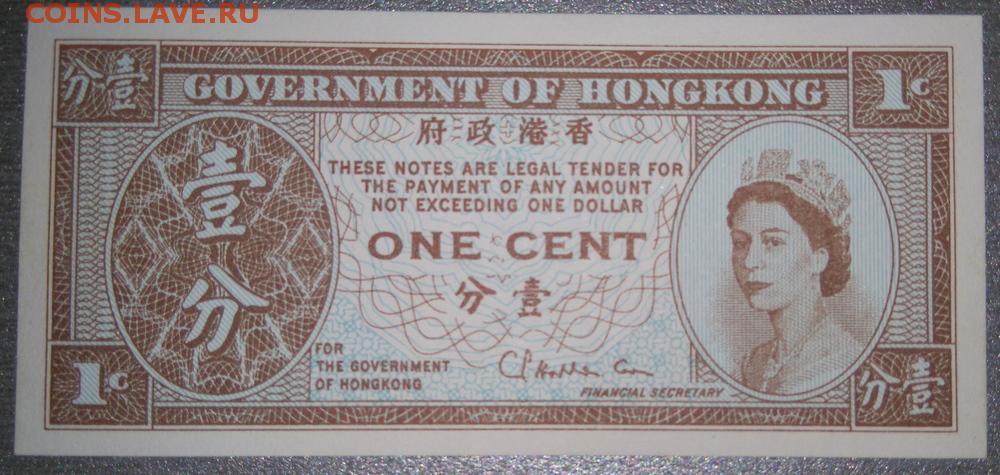 COINS.LAVE.RU
分壹
1C
GOVERNMENT OF HONGKONG
府政港香
THESE NOTES ARE LEGAL TENDER FOR
THE PAYMENT OF ANY AMOUNT
NOT EXCEEDING ONE DOLLAR
壹
分
ONE CENT
分壹
FOR
THE GOVERNMENT
OF HONGKONG
FINANCIAL SECRETARY
1C
分壹